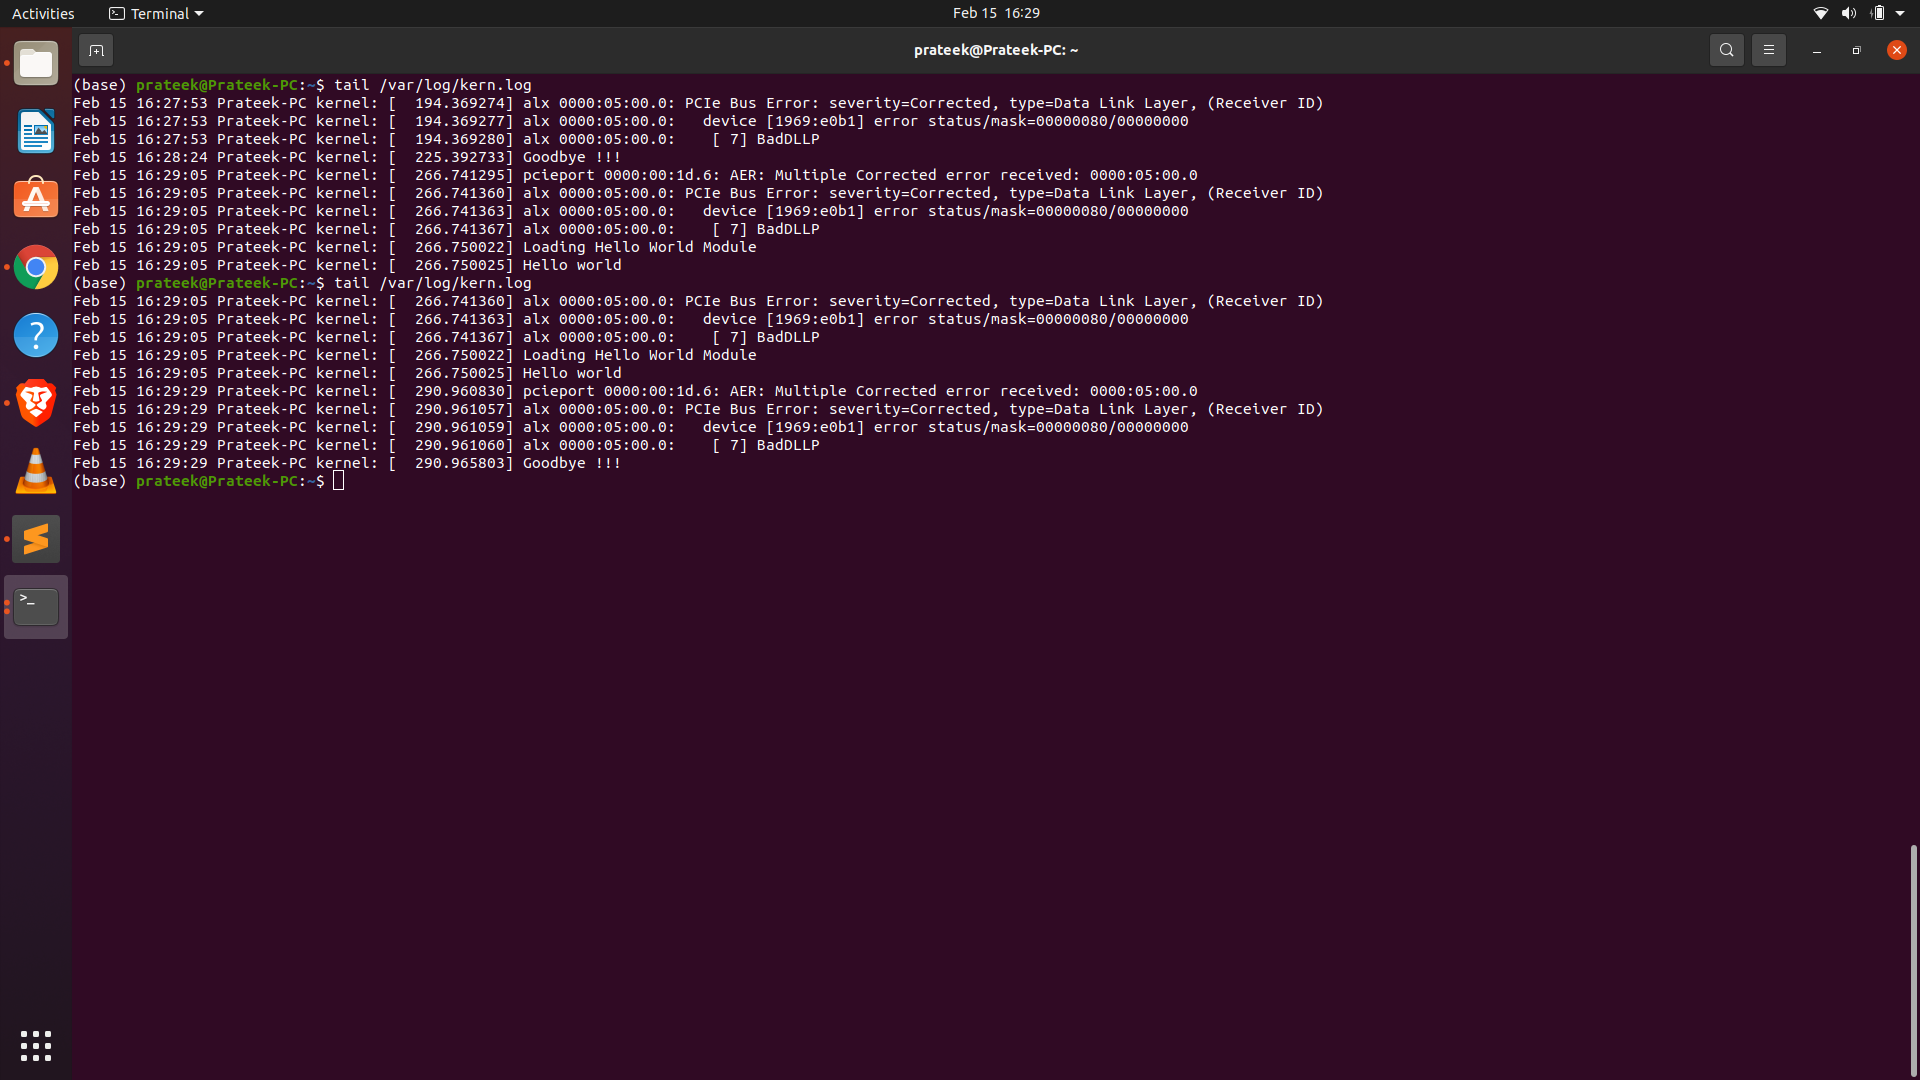 Activities Terminal Feb 15 16:29
prateek@Prateek-PC: ~
(base) prateek@Prateek-PC:~$ tail /var/log/kern.log
Feb 15 16:27:53 Prateek-PC kernel: [  194.369274] alx 0000:05:00.0: PCIe Bus Error: severity=Corrected, type=Data Link Layer, (Receiver ID)
Feb 15 16:27:53 Prateek-PC kernel: [  194.369277] alx 0000:05:00.0:   device [1969:e0b1] error status/mask=00000080/00000000
Feb 15 16:27:53 Prateek-PC kernel: [  194.369280] alx 0000:05:00.0:    [ 7] BadDLLP
Feb 15 16:28:24 Prateek-PC kernel: [  225.392733] Goodbye !!!
Feb 15 16:29:05 Prateek-PC kernel: [  266.741295] pcieport 0000:00:1d.6: AER: Multiple Corrected error received: 0000:05:00.0
Feb 15 16:29:05 Prateek-PC kernel: [  266.741360] alx 0000:05:00.0: PCIe Bus Error: severity=Corrected, type=Data Link Layer, (Receiver ID)
Feb 15 16:29:05 Prateek-PC kernel: [  266.741363] alx 0000:05:00.0:   device [1969:e0b1] error status/mask=00000080/00000000
Feb 15 16:29:05 Prateek-PC kernel: [  266.741367] alx 0000:05:00.0:    [ 7] BadDLLP
Feb 15 16:29:05 Prateek-PC kernel: [  266.750022] Loading Hello World Module
Feb 15 16:29:05 Prateek-PC kernel: [  266.750025] Hello world
(base) prateek@Prateek-PC:~$ tail /var/log/kern.log
Feb 15 16:29:05 Prateek-PC kernel: [  266.741360] alx 0000:05:00.0: PCIe Bus Error: severity=Corrected, type=Data Link Layer, (Receiver ID)
Feb 15 16:29:05 Prateek-PC kernel: [  266.741363] alx 0000:05:00.0:   device [1969:e0b1] error status/mask=00000080/00000000
Feb 15 16:29:05 Prateek-PC kernel: [  266.741367] alx 0000:05:00.0:    [ 7] BadDLLP
Feb 15 16:29:05 Prateek-PC kernel: [  266.750022] Loading Hello World Module
Feb 15 16:29:05 Prateek-PC kernel: [  266.750025] Hello world
Feb 15 16:29:29 Prateek-PC kernel: [  290.960830] pcieport 0000:00:1d.6: AER: Multiple Corrected error received: 0000:05:00.0
Feb 15 16:29:29 Prateek-PC kernel: [  290.961057] alx 0000:05:00.0: PCIe Bus Error: severity=Corrected, type=Data Link Layer, (Receiver ID)
Feb 15 16:29:29 Prateek-PC kernel: [  290.961059] alx 0000:05:00.0:   device [1969:e0b1] error status/mask=00000080/00000000
Feb 15 16:29:29 Prateek-PC kernel: [  290.961060] alx 0000:05:00.0:    [ 7] BadDLLP
Feb 15 16:29:29 Prateek-PC kernel: [  290.965803] Goodbye !!!
(base) prateek@Prateek-PC:~$